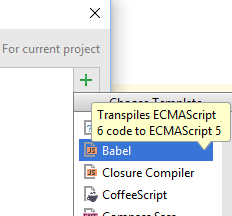 For current project
Choose Template
Transpiles ECMAScript
6 code to ECMAScript 5
Babel
Closure Compiler
CoffeeScript
Compass Sass